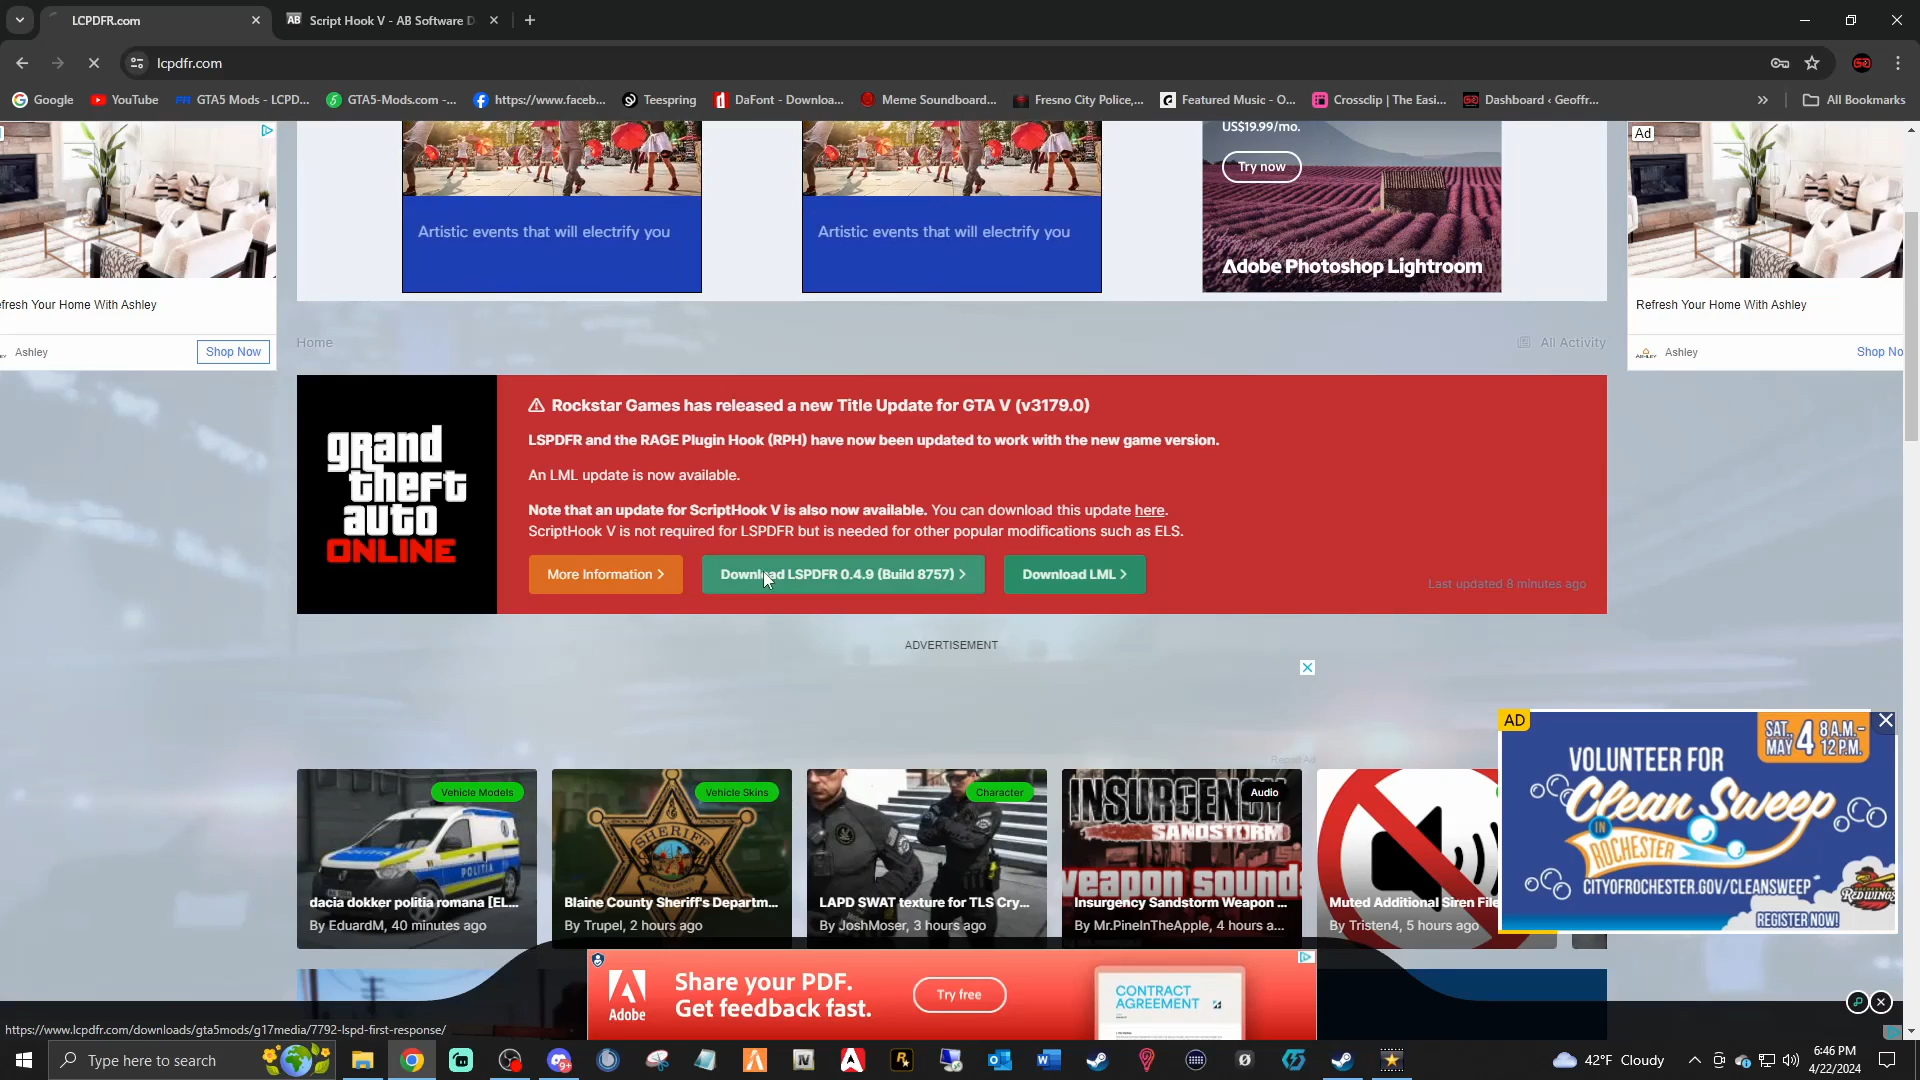 LCPDFR.com
AB Script Hook V - AB Software D
lcpdfr.com
Google
YouTube
GTA5 Mods - LCPD...
GTA5-Mods.com -...
https://www.faceb...
Teespring
DaFont - Downloa...
Meme Soundboard...
Fresno City Police,...
Featured Music - O...
Crossclip | The Easi...
Dashboard ‹ Geoffr...
»
All Bookmarks
US$19.99/mo.
Try now
Ad
Artistic events that will electrify you
Artistic events that will electrify you
Adobe Photoshop Lightroom
efresh Your Home With Ashley
Refresh Your Home With Ashley
Ashley
Shop Now
Ashley
Shop No
Home
All Activity
grand
theft
auto
ONLINE
Rockstar Games has released a new Title Update for GTA V (v3179.0)
LSPDFR and the RAGE Plugin Hook (RPH) have now been updated to work with the new game version.
An LML update is now available.
Note that an update for ScriptHook V is also now available. You can download this update here.
ScriptHook V is not required for LSPDFR but is needed for other popular modifications such as ELS.
More Information >
Download LSPDFR 0.4.9 (Build 8757) >
Download LML >
Last updated 8 minutes ago
ADVERTISEMENT
Report Ad
Vehicle Models
POLITIA
dacia dokker politia romana [EL...
By EduardM, 40 minutes ago
Vehicle Skins
SHERIFF
Blaine County Sheriff's Departm...
By Trupel, 2 hours ago
Character
LAPD SWAT texture for TLS Cry...
By JoshMoser, 3 hours ago
INSURGENCY
SANDSTORM
Audio
weapon sound
Insurgency Sandstorm Weapon ...
By Mr.PineInTheApple, 4 hours a...
Muted Additional Siren File
By Tristen4, 5 hours ago
AD
SAT., MAY 4 8 A.M. – 12 P.M.
VOLUNTEER FOR
Clean Sweep
IN ROCHESTER
CITYOFROCHESTER.GOV/CLEANSWEEP
REGISTER NOW!
RED WINGS
Adobe
Share your PDF.
Get feedback fast.
Try free
CONTRACT
AGREEMENT
https://www.lcpdfr.com/downloads/gta5mods/g17media/7792-lspd-first-response/
Type here to search
9+
IV
42°F Cloudy
6:46 PM
4/22/2024